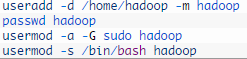 useradd -d /home/hadoop -m hadoop
passwd hadoop
usermod -a -G sudo hadoop
usermod -s /bin/bash hadoop